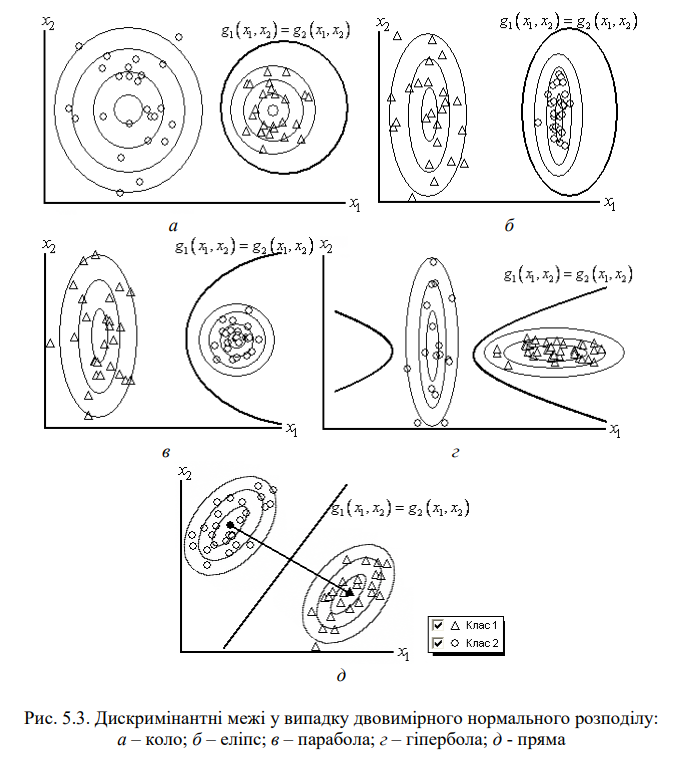 x₂
g₁(x₁,x₂)=g₂(x₁,x₂)
x₁
а
x₂
g₁(x₁,x₂)=g₂(x₁,x₂)
x₁
б
x₂
g₁(x₁,x₂)=g₂(x₁,x₂)
x₁
в
x₂
g₁(x₁,x₂)=g₂(x₁,x₂)
x₁
г
x₂
g₁(x₁,x₂)=g₂(x₁,x₂)
x₁
Клас 1
Клас 2
д
Рис. 5.3. Дискримінантні межі у випадку двовимірного нормального розподілу:
а – коло; б – еліпс; в – парабола; г – гіпербола; д - пряма